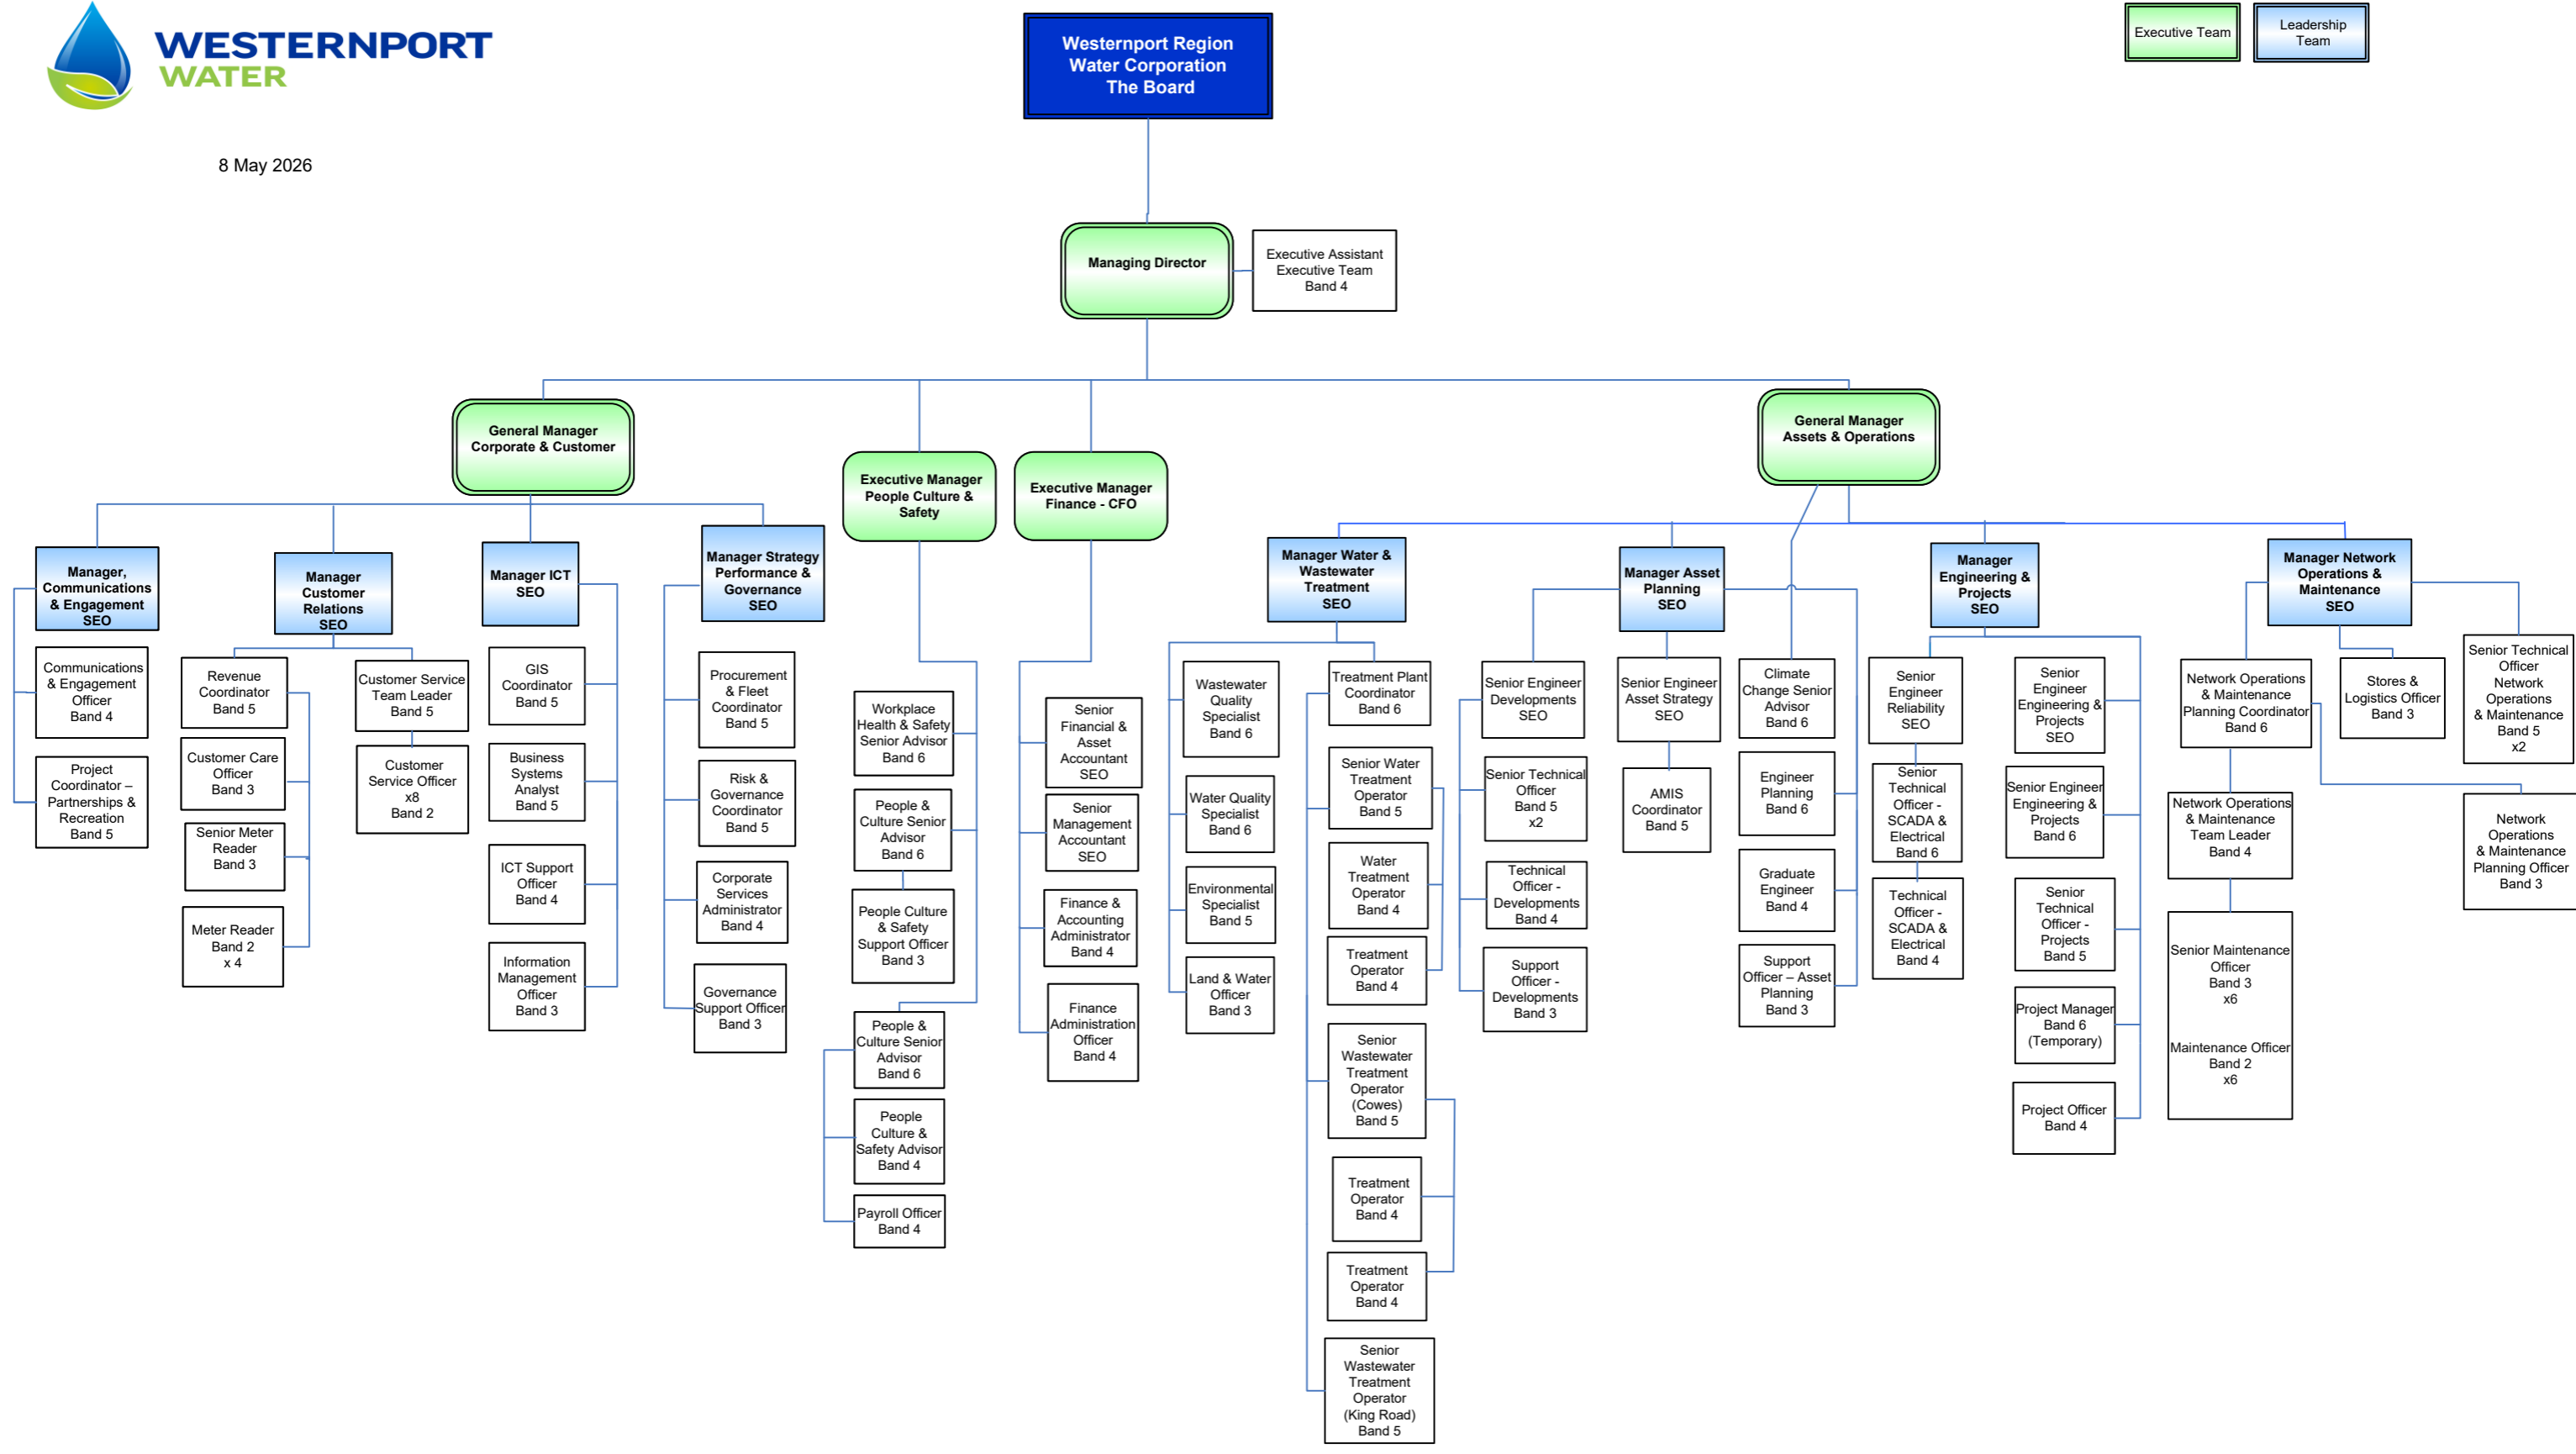 WESTERNPORT
WATER
8 May 2026
Westernport Region
Water Corporation
The Board
Executive Team
Leadership
Team
Managing Director
Executive Assistant
Executive Team
Band 4
General Manager
Corporate & Customer
Executive Manager
People Culture &
Safety
Executive Manager
Finance - CFO
General Manager
Assets & Operations
Manager,
Communications
& Engagement
SEO
Communications
& Engagement
Officer
Band 4
Project
Coordinator –
Partnerships &
Recreation
Band 5
Manager
Customer
Relations
SEO
Revenue
Coordinator
Band 5
Customer Care
Officer
Band 3
Senior Meter
Reader
Band 3
Meter Reader
Band 2
x 4
Customer Service
Team Leader
Band 5
Customer
Service Officer
x8
Band 2
Manager ICT
SEO
GIS
Coordinator
Band 5
Business
Systems
Analyst
Band 5
ICT Support
Officer
Band 4
Information
Management
Officer
Band 3
Manager Strategy
Performance &
Governance
SEO
Procurement
& Fleet
Coordinator
Band 5
Risk &
Governance
Coordinator
Band 5
Corporate
Services
Administrator
Band 4
Governance
Support Officer
Band 3
Workplace
Health & Safety
Senior Advisor
Band 6
People &
Culture Senior
Advisor
Band 6
People Culture
& Safety
Support Officer
Band 3
People &
Culture Senior
Advisor
Band 6
People
Culture &
Safety Advisor
Band 4
Payroll Officer
Band 4
Senior
Financial &
Asset
Accountant
SEO
Senior
Management
Accountant
SEO
Finance &
Accounting
Administrator
Band 4
Finance
Administration
Officer
Band 4
Manager Water &
Wastewater
Treatment
SEO
Wastewater
Quality
Specialist
Band 6
Water Quality
Specialist
Band 6
Environmental
Specialist
Band 5
Land & Water
Officer
Band 3
Treatment Plant
Coordinator
Band 6
Senior Water
Treatment
Operator
Band 5
Water
Treatment
Operator
Band 4
Treatment
Operator
Band 4
Senior
Wastewater
Treatment
Operator
(Cowes)
Band 5
Treatment
Operator
Band 4
Treatment
Operator
Band 4
Senior
Wastewater
Treatment
Operator
(King Road)
Band 5
Manager Asset
Planning
SEO
Senior Engineer
Developments
SEO
Senior Technical
Officer
Band 5
x2
Technical
Officer -
Developments
Band 4
Support
Officer -
Developments
Band 3
Senior Engineer
Asset Strategy
SEO
AMIS
Coordinator
Band 5
Climate
Change Senior
Advisor
Band 6
Engineer
Planning
Band 6
Graduate
Engineer
Band 4
Support
Officer – Asset
Planning
Band 3
Manager
Engineering &
Projects
SEO
Senior
Engineer
Reliability
SEO
Senior
Technical
Officer -
SCADA &
Electrical
Band 6
Technical
Officer -
SCADA &
Electrical
Band 4
Senior
Engineer
Engineering &
Projects
SEO
Senior Engineer
Engineering &
Projects
Band 6
Senior
Technical
Officer -
Projects
Band 5
Project Manager
Band 6
(Temporary)
Project Officer
Band 4
Manager Network
Operations &
Maintenance
SEO
Network Operations
& Maintenance
Planning Coordinator
Band 6
Network Operations
& Maintenance
Team Leader
Band 4
Senior Maintenance
Officer
Band 3
x6
Maintenance Officer
Band 2
x6
Stores &
Logistics Officer
Band 3
Senior Technical
Officer
Network
Operations
& Maintenance
Band 5
x2
Network
Operations
& Maintenance
Planning Officer
Band 3